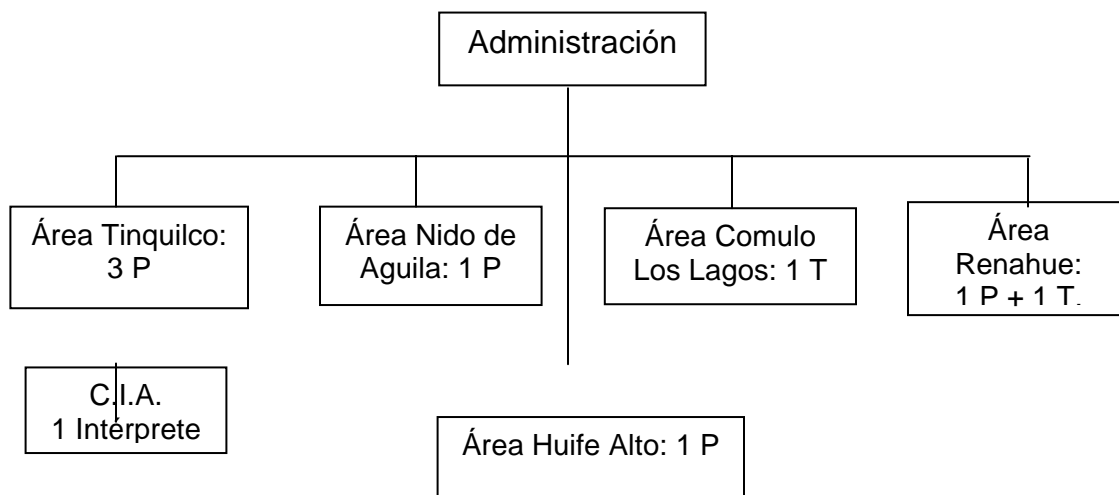 Administración
Área Tinquilco:
3 P
Área Nido de
Aguila: 1 P
Área Comulo
Los Lagos: 1 T
Área
Renahue:
1 P + 1 T.
C.I.A.
1 Intérprete
Área Huife Alto: 1 P